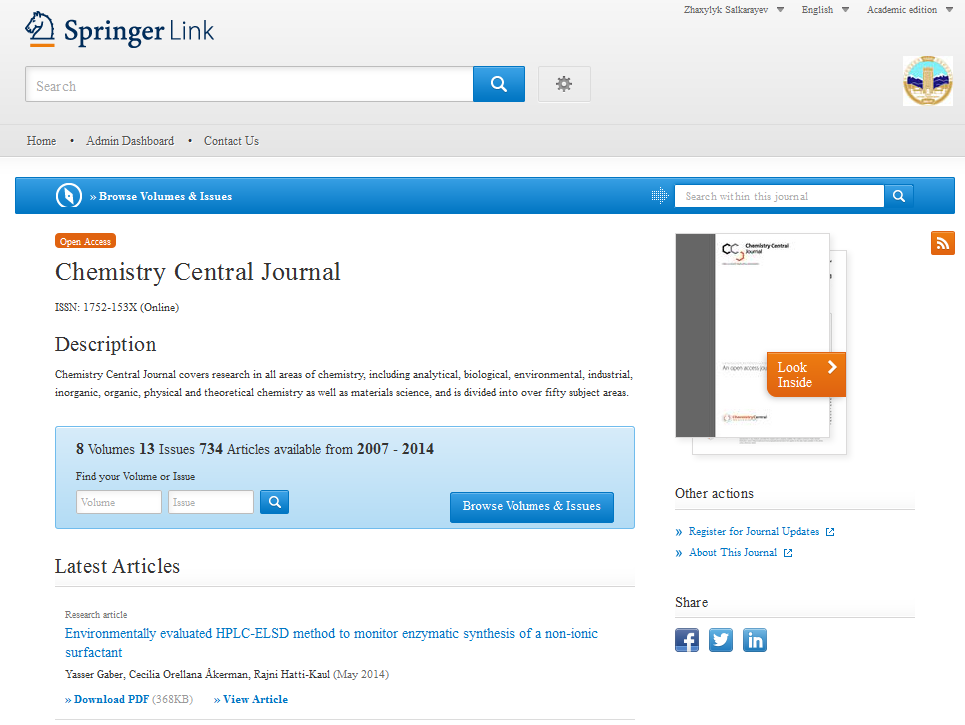 Zhaxylyk Salkarayev English Academic edition
Springer Link
Search
Home • Admin Dashboard • Contact Us
» Browse Volumes & Issues
Search within this journal
Open Access
Chemistry Central Journal
ISSN: 1752-153X (Online)
Description
Chemistry Central Journal covers research in all areas of chemistry, including analytical, biological, environmental, industrial,
inorganic, organic, physical and theoretical chemistry as well as materials science, and is divided into over fifty subject areas.
8 Volumes 13 Issues 734 Articles available from 2007 - 2014
Find your Volume or Issue
Volume
Issue
Browse Volumes & Issues
Latest Articles
Research article
Environmentally evaluated HPLC-ELSD method to monitor enzymatic synthesis of a non-ionic
surfactant
Yasser Gaber, Cecilia Orellana Åkerman, Rajni Hatti-Kaul (May 2014)
» Download PDF (368KB) » View Article
Chemistry Central
Journal
An open access jou
Look
Inside
ChemistryCentral
Other actions
» Register for Journal Updates
» About This Journal
Share